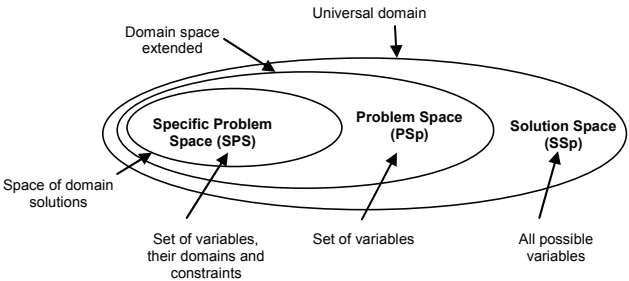 Universal domain
Domain space
extended
Specific Problem
Space (SPS)
Problem Space
(PSp)
Solution Space
(SSp)
Space of domain
solutions
Set of variables,
their domains and
constraints
Set of variables
All possible
variables